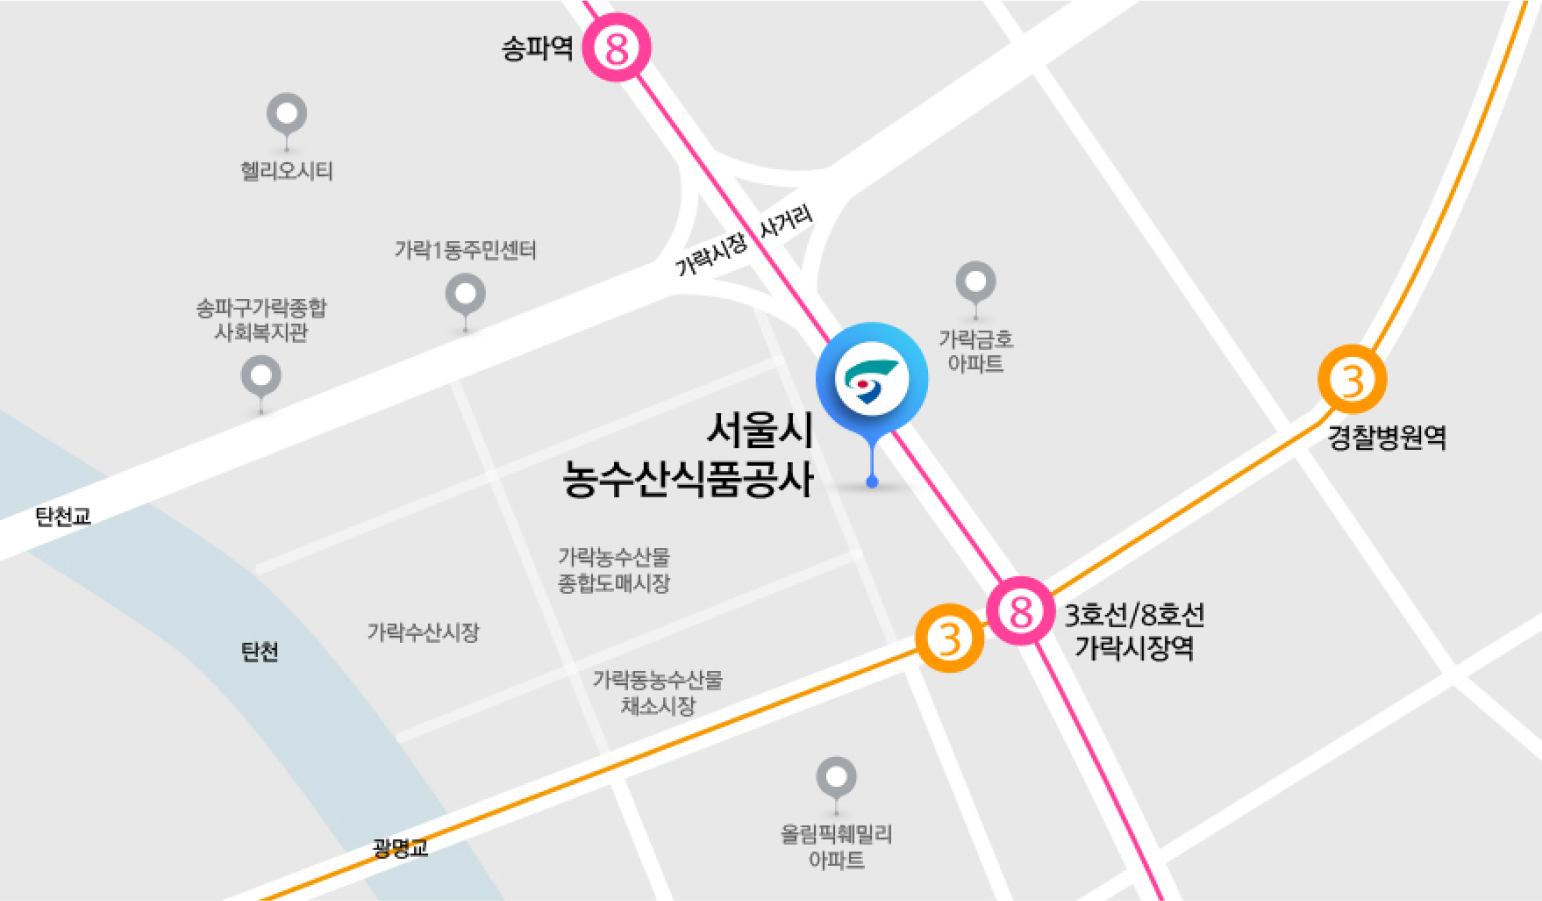 송파역
8
헬리오시티
가락시장 사거리
가락1동주민센터
송파구가락종합
사회복지관
가락금호
아파트
3
경찰병원역
서울시
농수산식품공사
탄천교
가락농수산물
종합도매시장
3
8
3호선/8호선
가락시장역
가락수산시장
탄천
가락동농수산물
채소시장
올림픽훼밀리
아파트
광명교